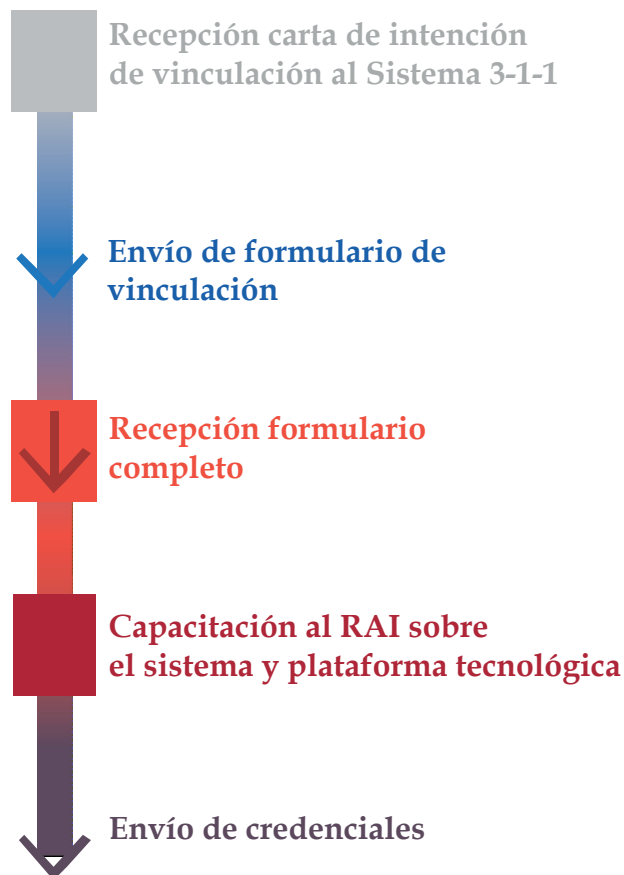 Recepción carta de intención
de vinculación al Sistema 3-1-1
Envío de formulario de
vinculación
Recepción formulario
completo
Capacitación al RAI sobre
el sistema y plataforma tecnológica
Envío de credenciales